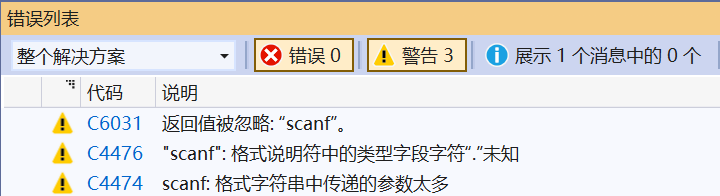 错误列表
整个解决方案 错误 0 警告 3 展示 1 个消息中的 0 个
代码 说明
C6031 返回值被忽略: “scanf”。
C4476 "scanf": 格式说明符中的类型字段字符“.”未知
C4474 scanf: 格式字符串中传递的参数太多